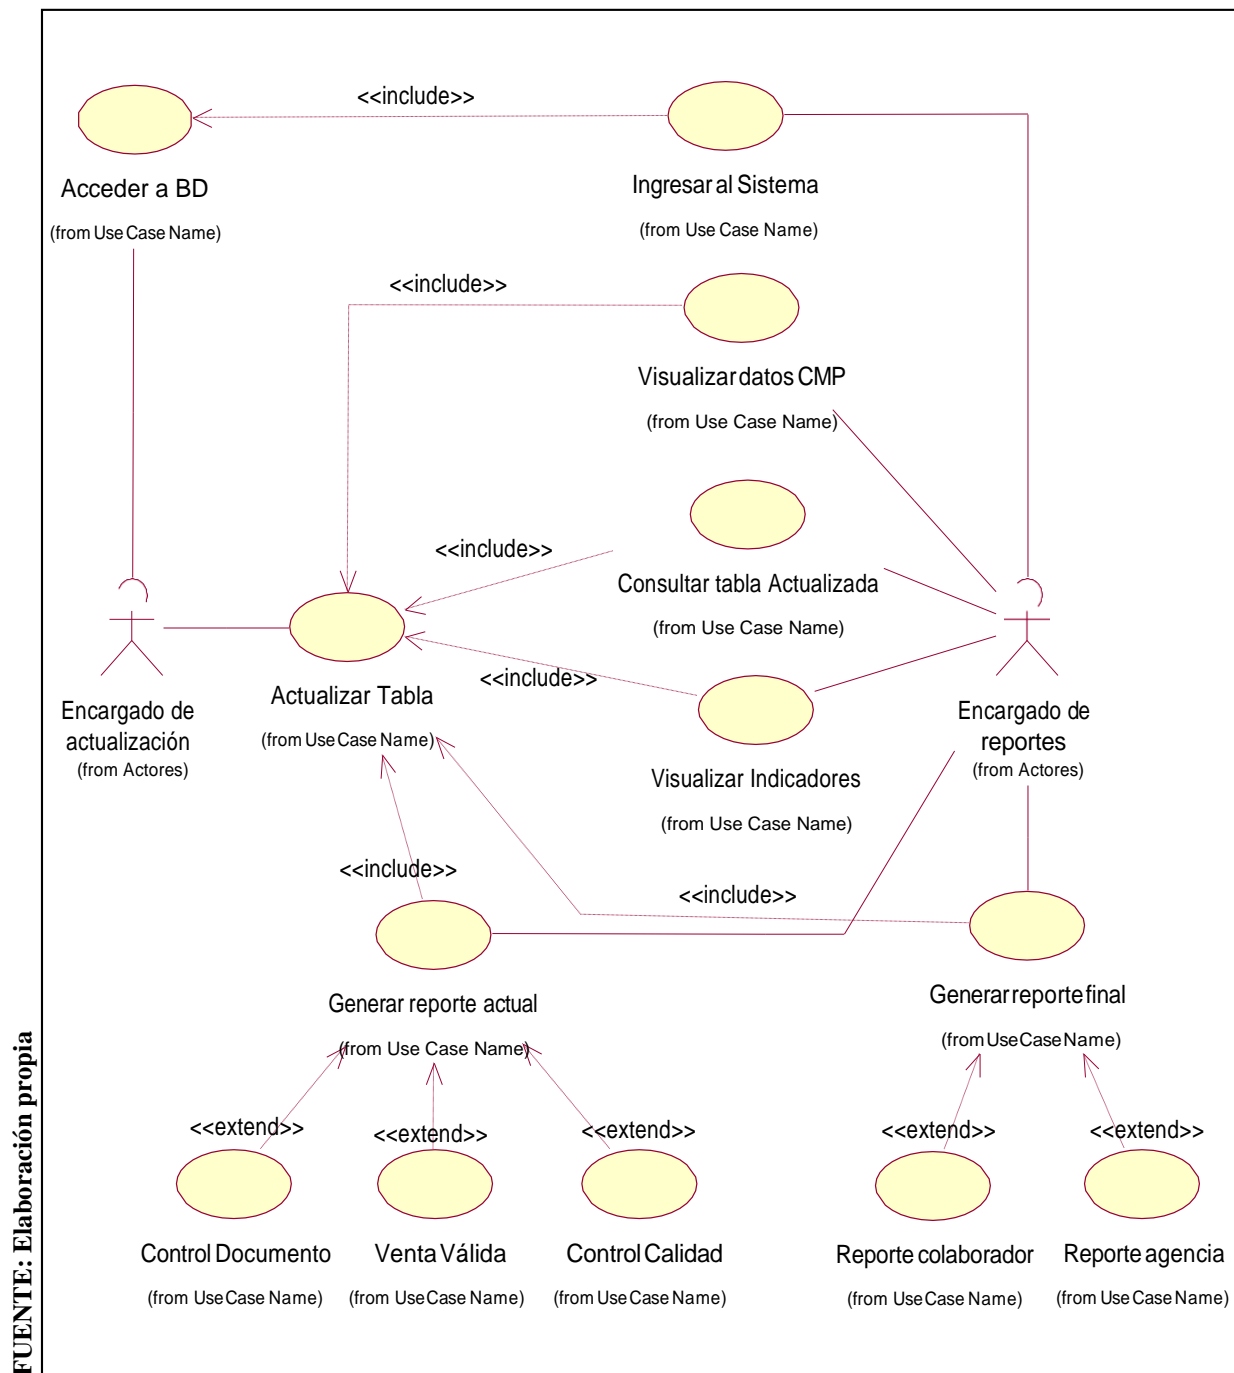 <<include>>
Acceder a BD
(from Use Case Name)
Ingresar al Sistema
(from Use Case Name)
<<include>>
Visualizar datos CMP
(from Use Case Name)
<<include>>
Consultar tabla Actualizada
(from Use Case Name)
<<include>>
Encargado de
actualización
(from Actores)
Actualizar Tabla
(from Use Case Name)
Visualizar Indicadores
(from Use Case Name)
Encargado de
reportes
(from Actores)
<<include>>
<<include>>
Generar reporte actual
(from Use Case Name)
Generar reporte final
(from Use Case Name)
<<extend>>
<<extend>>
<<extend>>
<<extend>>
<<extend>>
Control Documento
(from Use Case Name)
Venta Válida
(from Use Case Name)
Control Calidad
(from Use Case Name)
Reporte colaborador
(from Use Case Name)
Reporte agencia
(from Use Case Name)
FUENTE: Elaboración propia